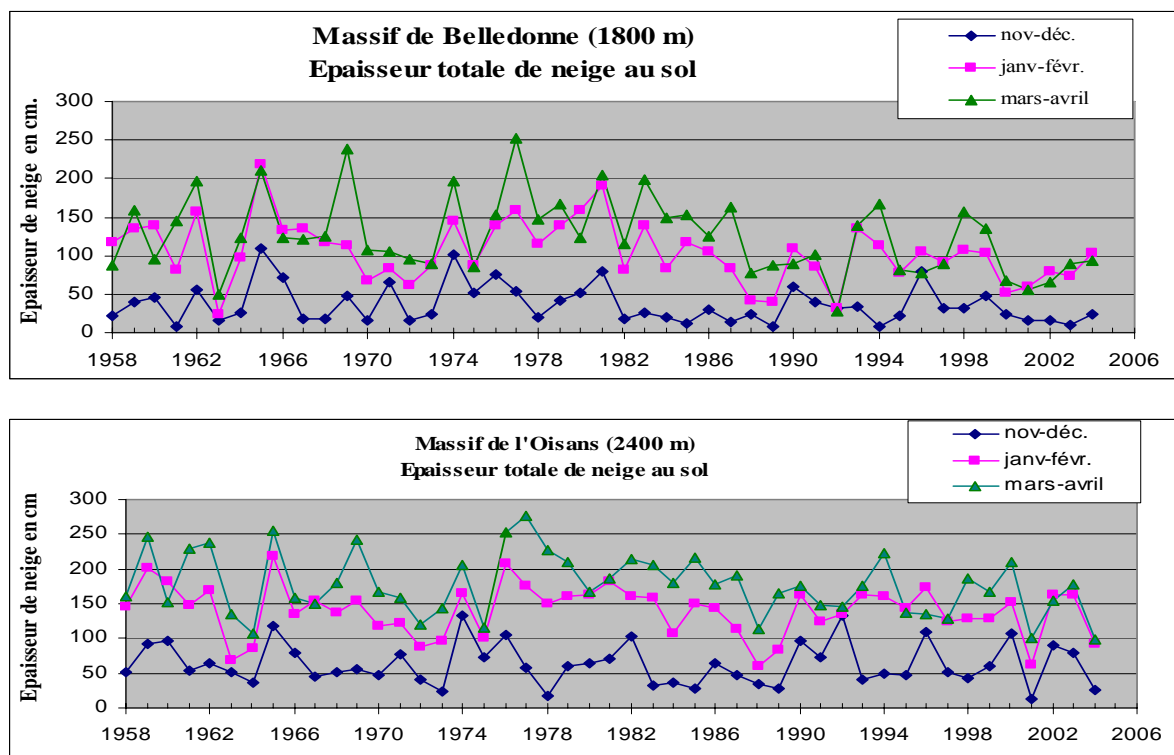 Massif de Belledonne (1800 m)
Epaisseur totale de neige au sol
nov-déc.
janv-févr.
mars-avril
Epaisseur de neige en cm.
300
250
200
150
100
50
0
1958 1962 1966 1970 1974 1978 1982 1986 1990 1994 1998 2002 2006
Massif de l'Oisans (2400 m)
Epaisseur totale de neige au sol
nov-déc.
janv-févr.
mars-avril
Epaisseur de neige en cm
300
250
200
150
100
50
0
1958 1962 1966 1970 1974 1978 1982 1986 1990 1994 1998 2002 2006